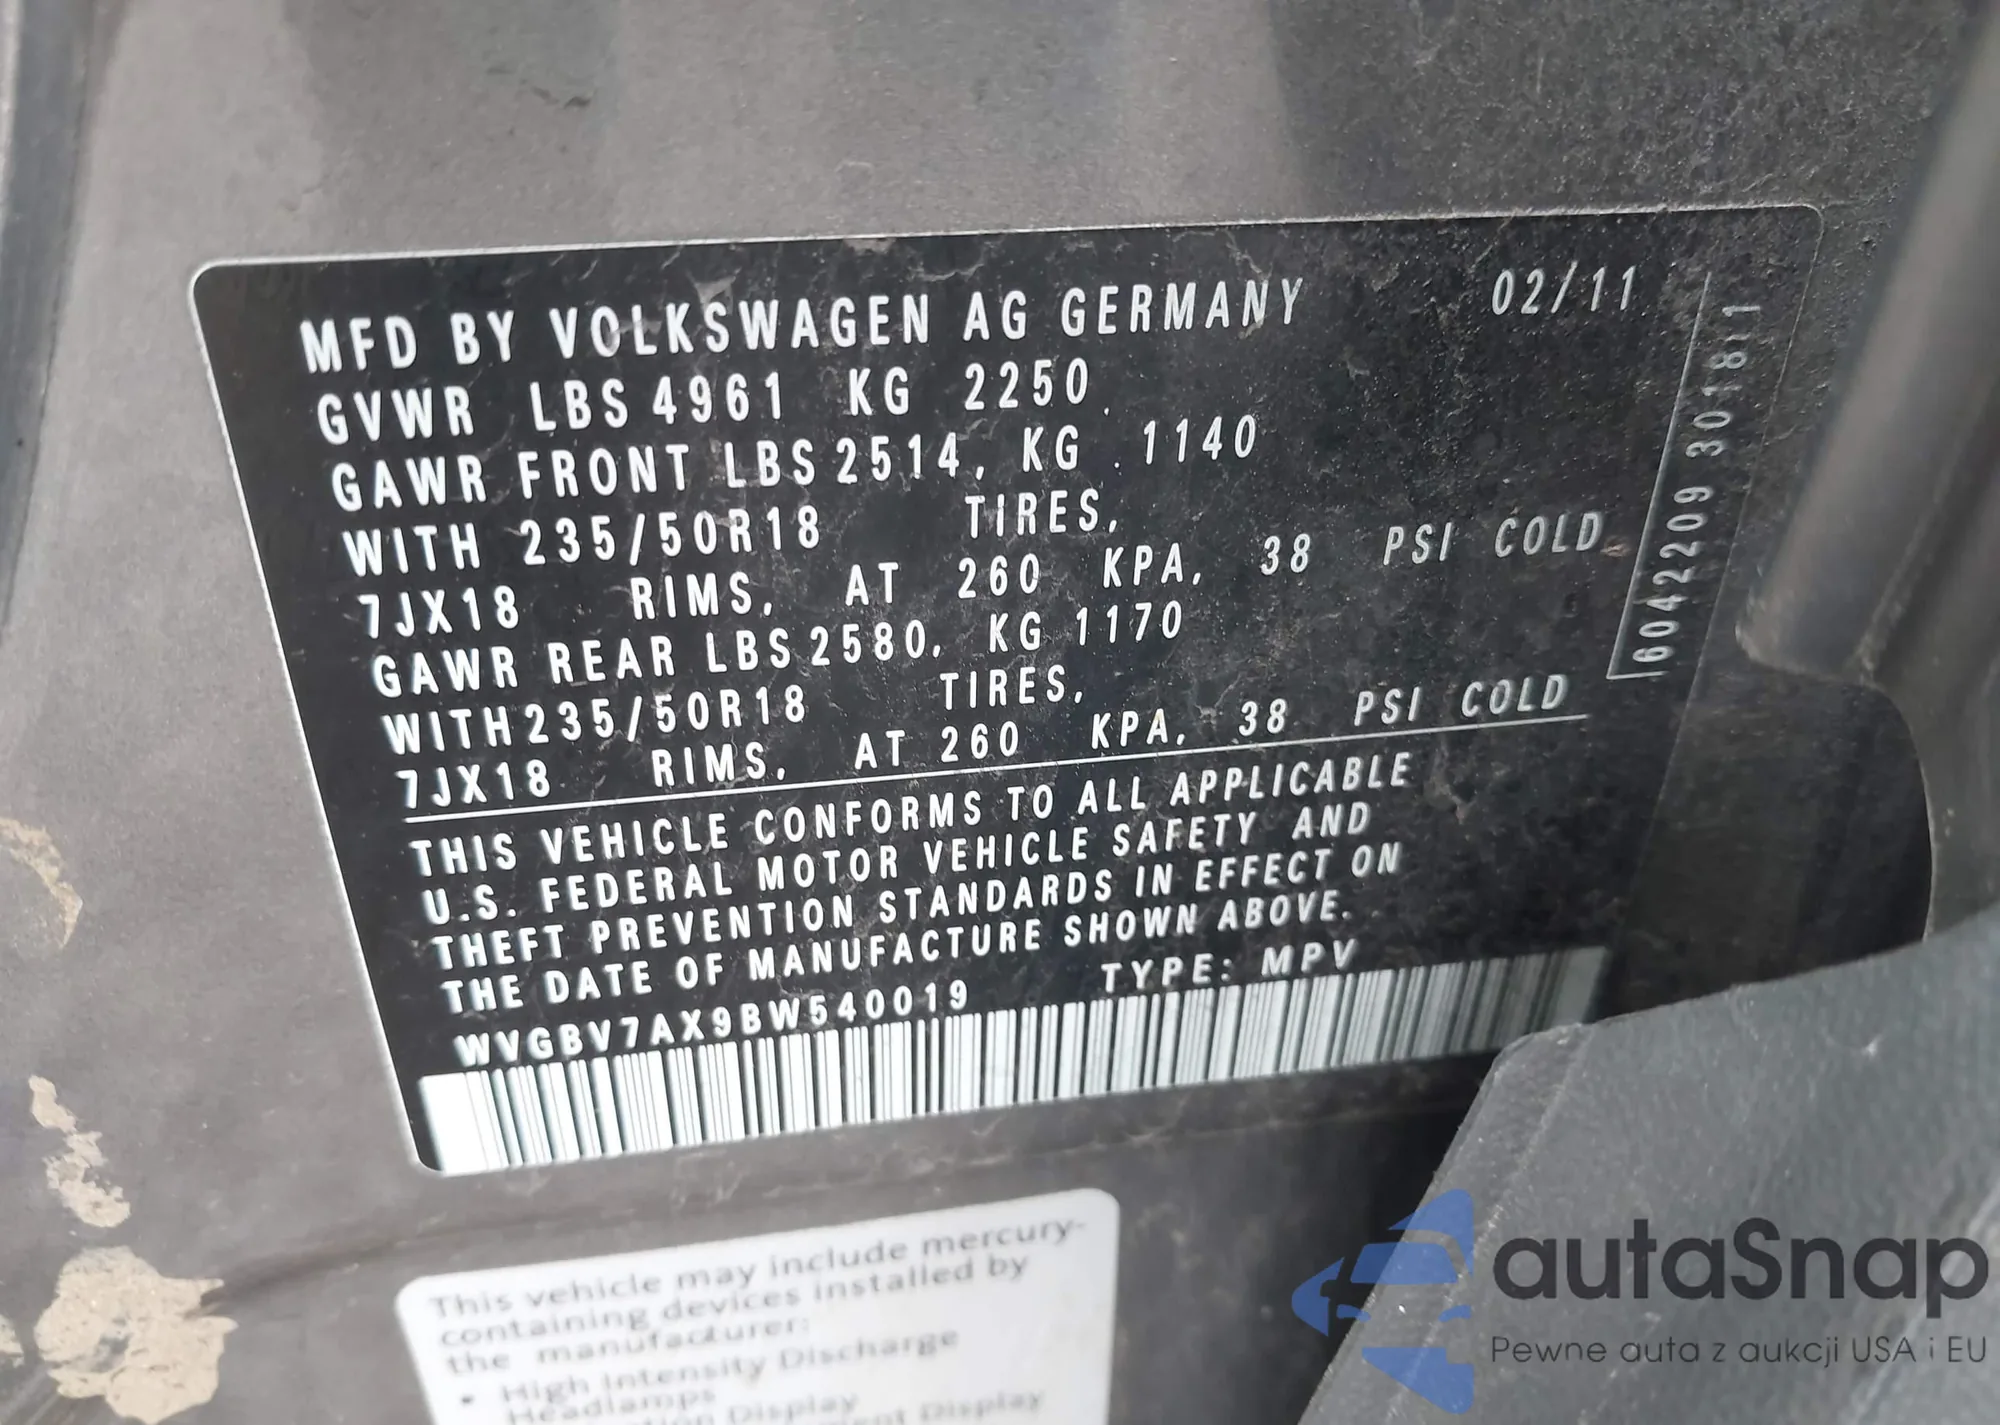 MFD BY VOLKSWAGEN AG GERMANY 02/11
GVWR LBS 4961 KG 2250
GAWR FRONT LBS 2514, KG 1140
WITH 235/50R18 TIRES,
7JX18 RIMS, AT 260 KPA, 38 PSI COLD
GAWR REAR LBS 2580, KG 1170
WITH 235/50R18 TIRES,
7JX18 RIMS, AT 260 KPA, 38 PSI COLD
THIS VEHICLE CONFORMS TO ALL APPLICABLE
U.S. FEDERAL MOTOR VEHICLE SAFETY AND
THEFT PREVENTION STANDARDS IN EFFECT ON
THE DATE OF MANUFACTURE SHOWN ABOVE.
WVGBV7AX9BW540019 TYPE: MPV
6042209 3018/1
This vehicle may include mercury-
containing devices installed by
the manufacturer:
• High Intensity Discharge
Headlamps
Display
Display
autaSnap
Pewne auta z aukcji USA i EU